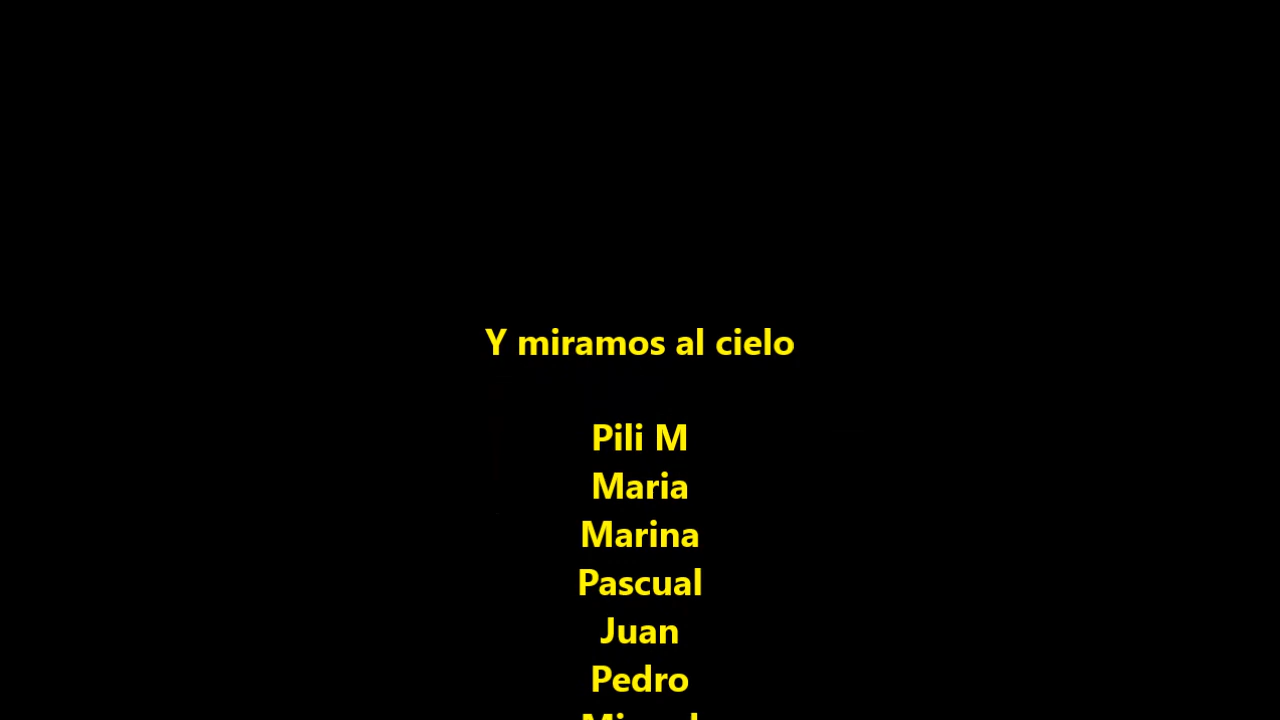 Y miramos al cielo
Pili M
Maria
Marina
Pascual
Juan
Pedro